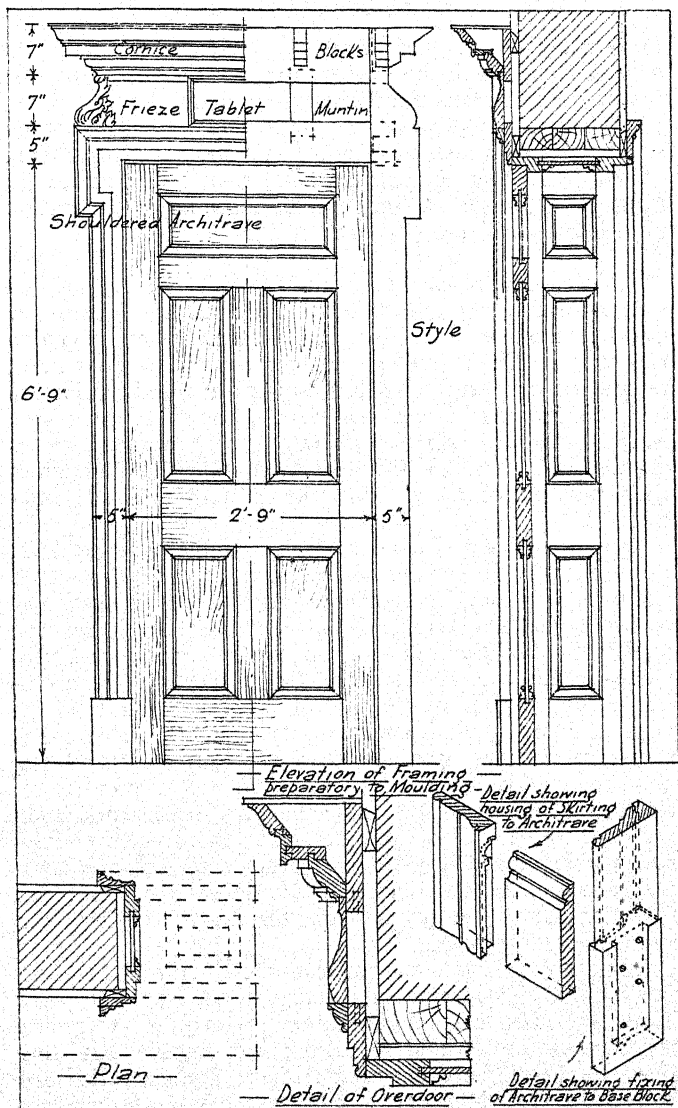 7"
Cornice
Blocks
7"
Frieze
Tablet
Muntin
5"
Shouldered Architrave
Style
6'-9"
5"
2'-9"
5"
Elevation of Framing
preparatory to Moulding
Detail showing
housing of Skirting
to Architrave
Plan
Detail of Overdoor
Detail showing fixing
of Architrave to Base Block